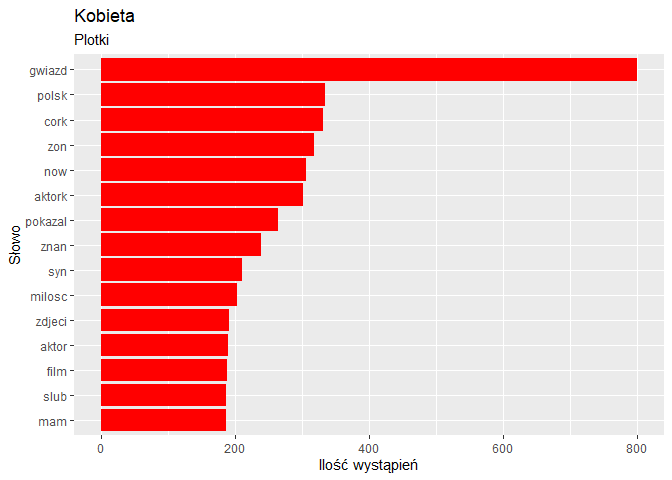 Kobieta
Plotki
gwiazd
polsk
cork
zon
now
aktork
pokazal
znan
syn
milosc
zdjeci
aktor
film
slub
mam
Słowo
0 200 400 600 800
Ilość wystąpień